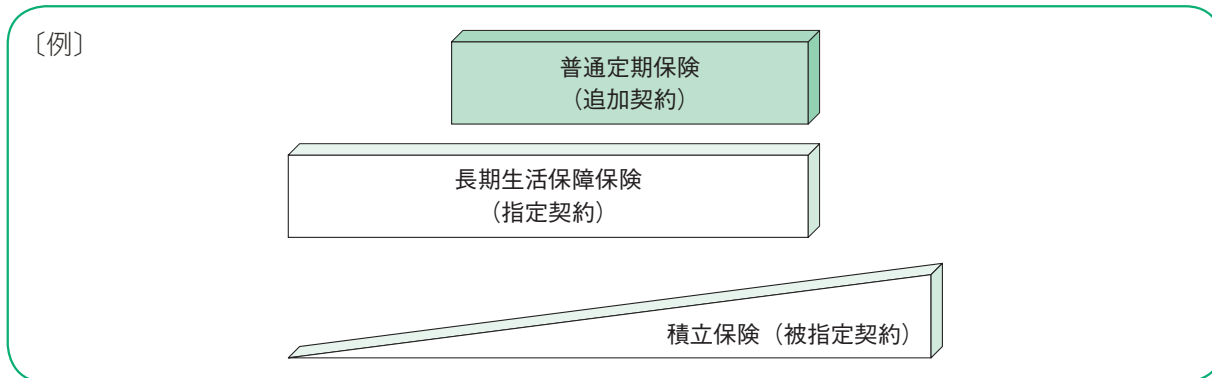 〔例〕
普通定期保険
（追加契約）
長期生活保障保険
（指定契約）
積立保険（被指定契約）